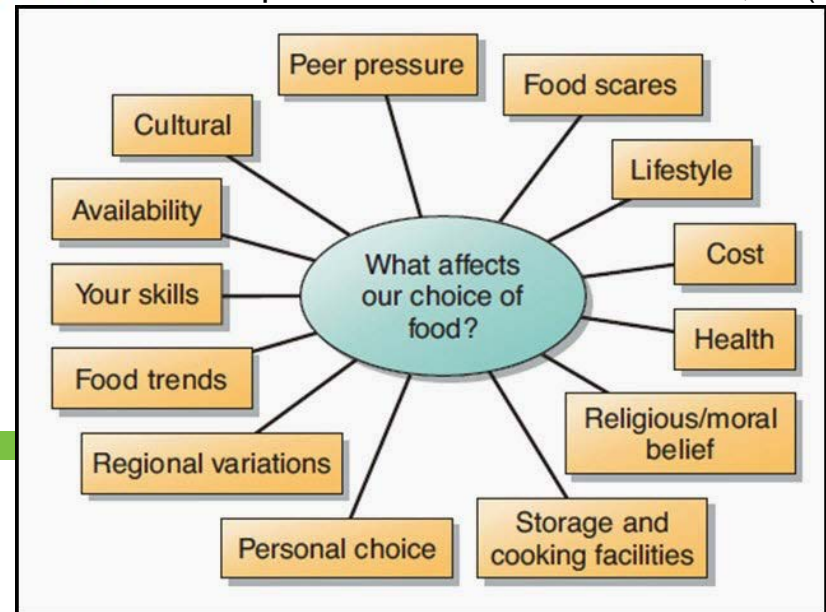 What affects
our choice of
food?
Peer pressure
Food scares
Lifestyle
Cost
Health
Religious/moral
belief
Storage and
cooking facilities
Personal choice
Regional variations
Food trends
Your skills
Availability
Cultural